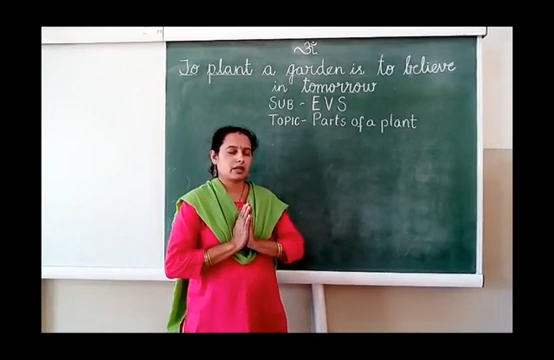 ॐ
To plant a garden is to believe
in tomorrow
SUB - EVS
TOPIC- Parts of a plant